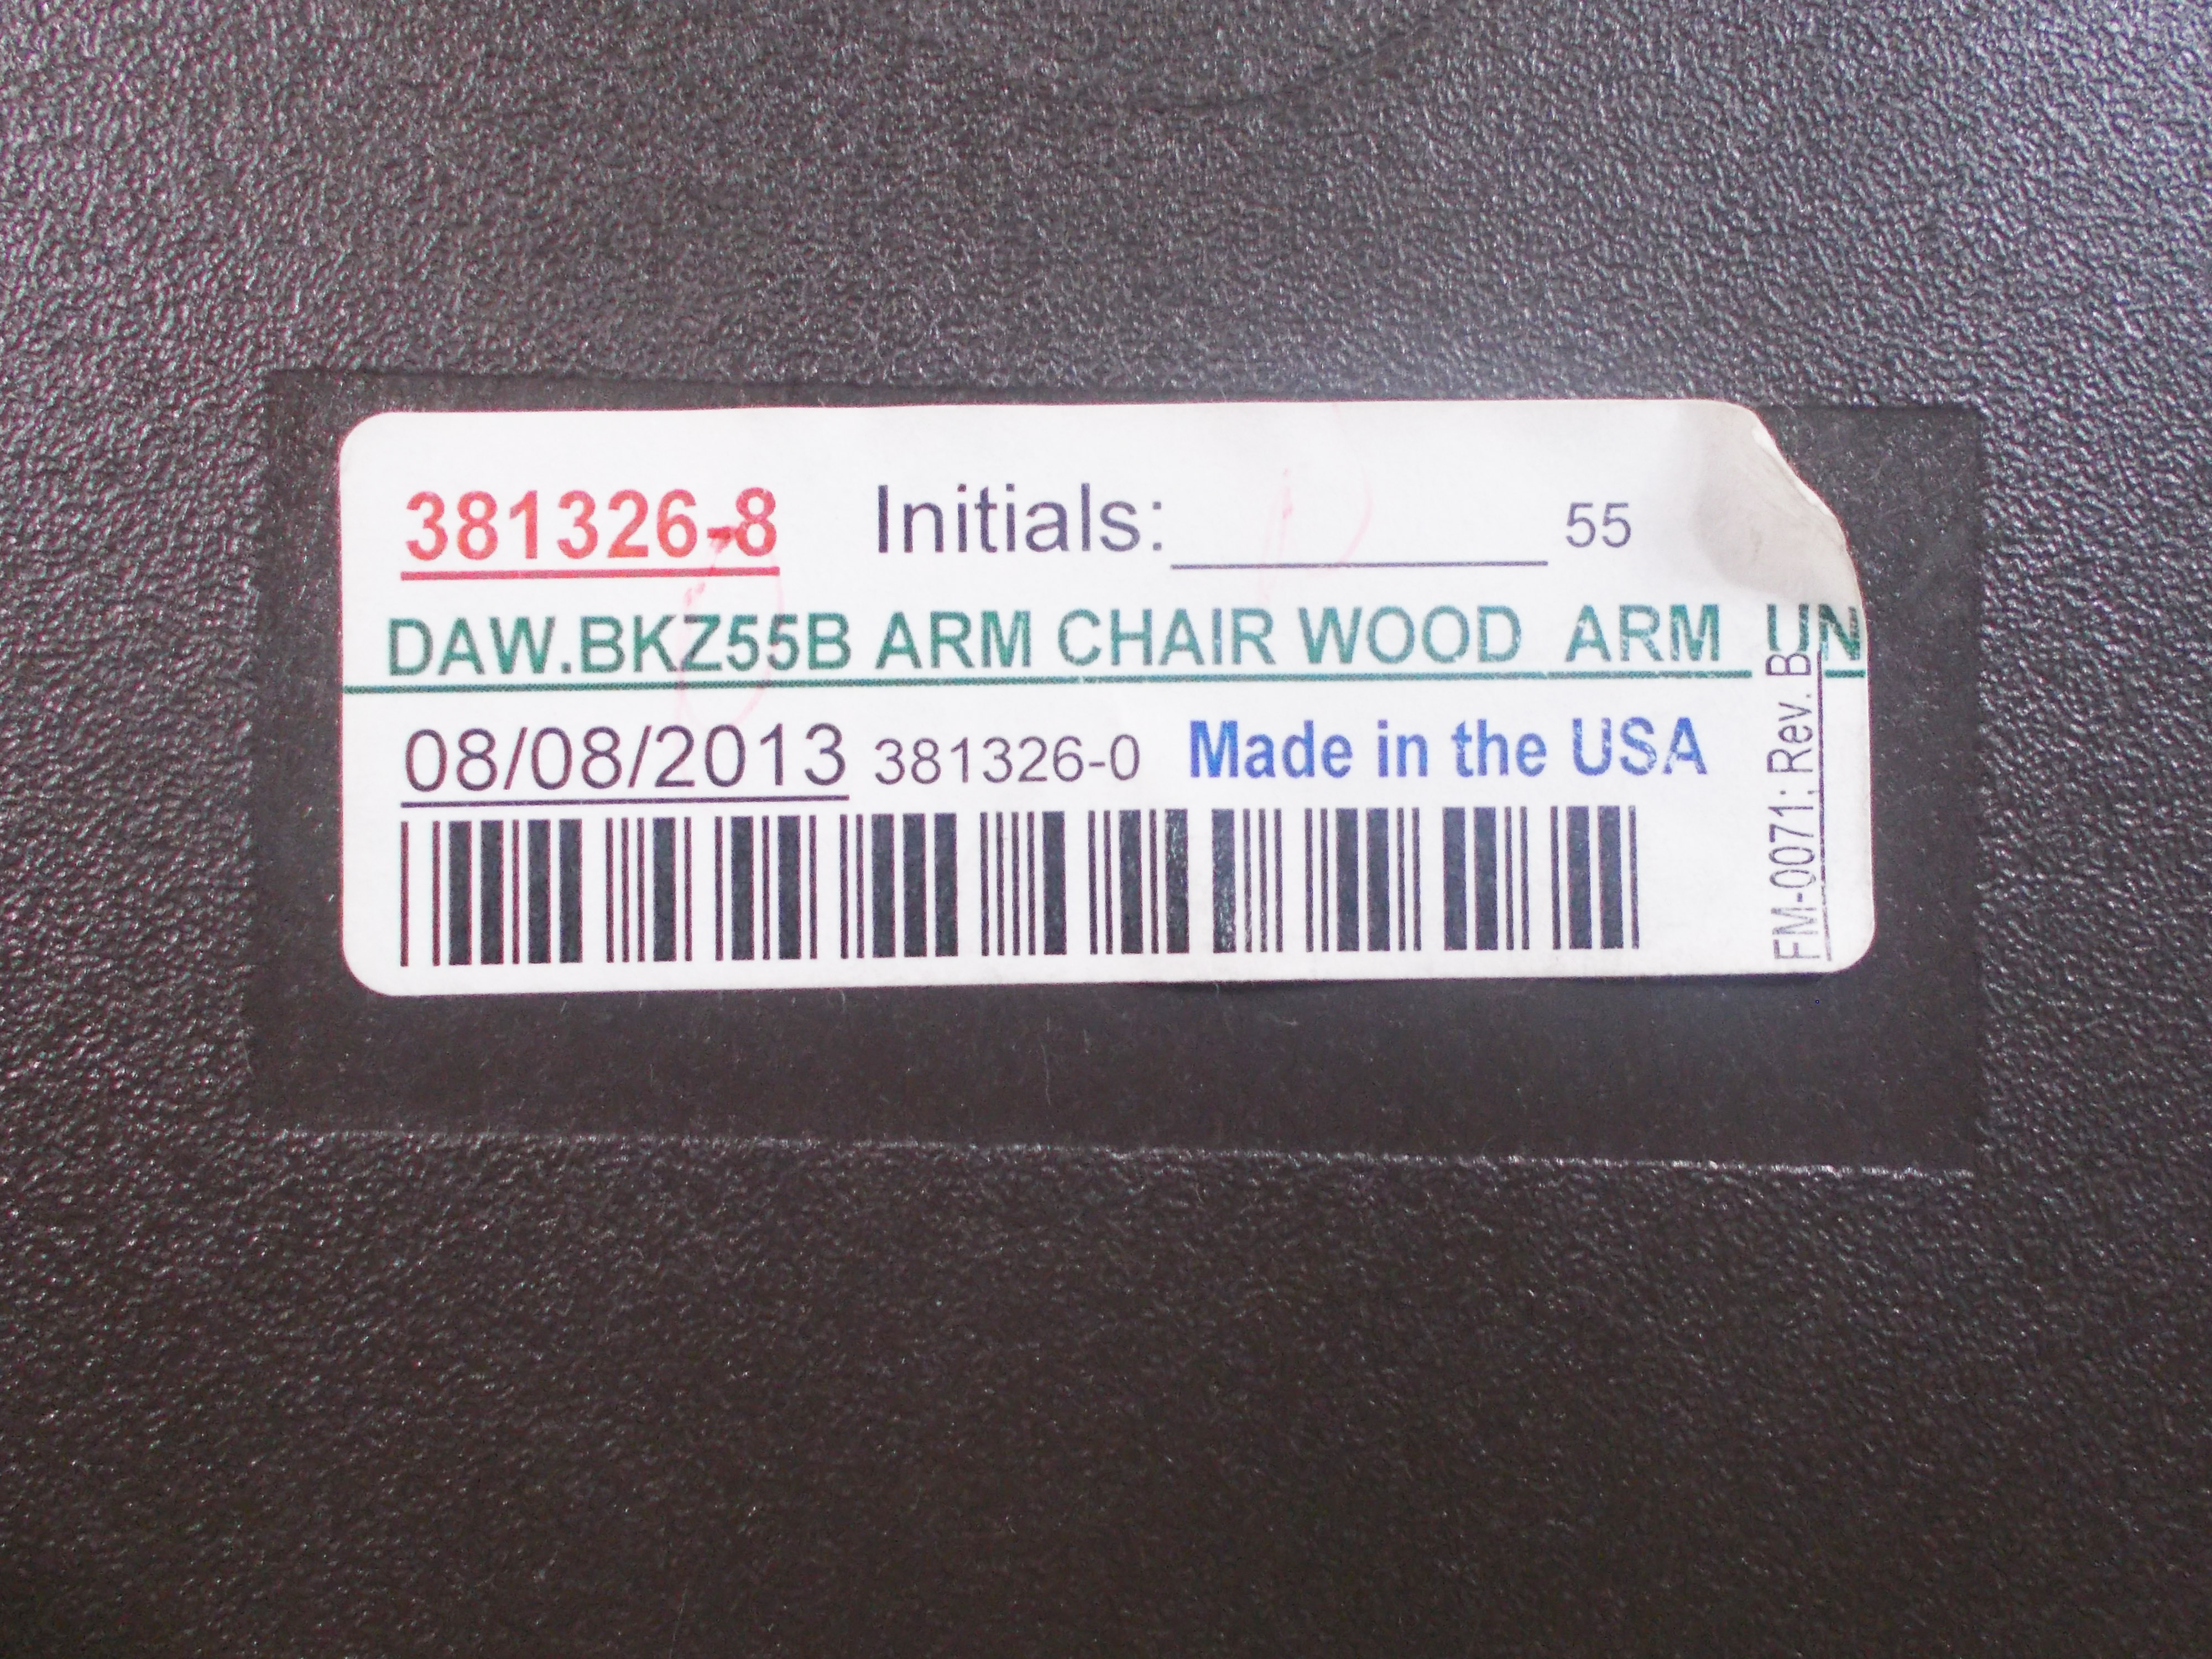 381326-8 Initials: 55
DAW.BKZ55B ARM CHAIR WOOD ARM UN
08/08/2013 381326-0 Made in the USA
FM-0071: Rev. B